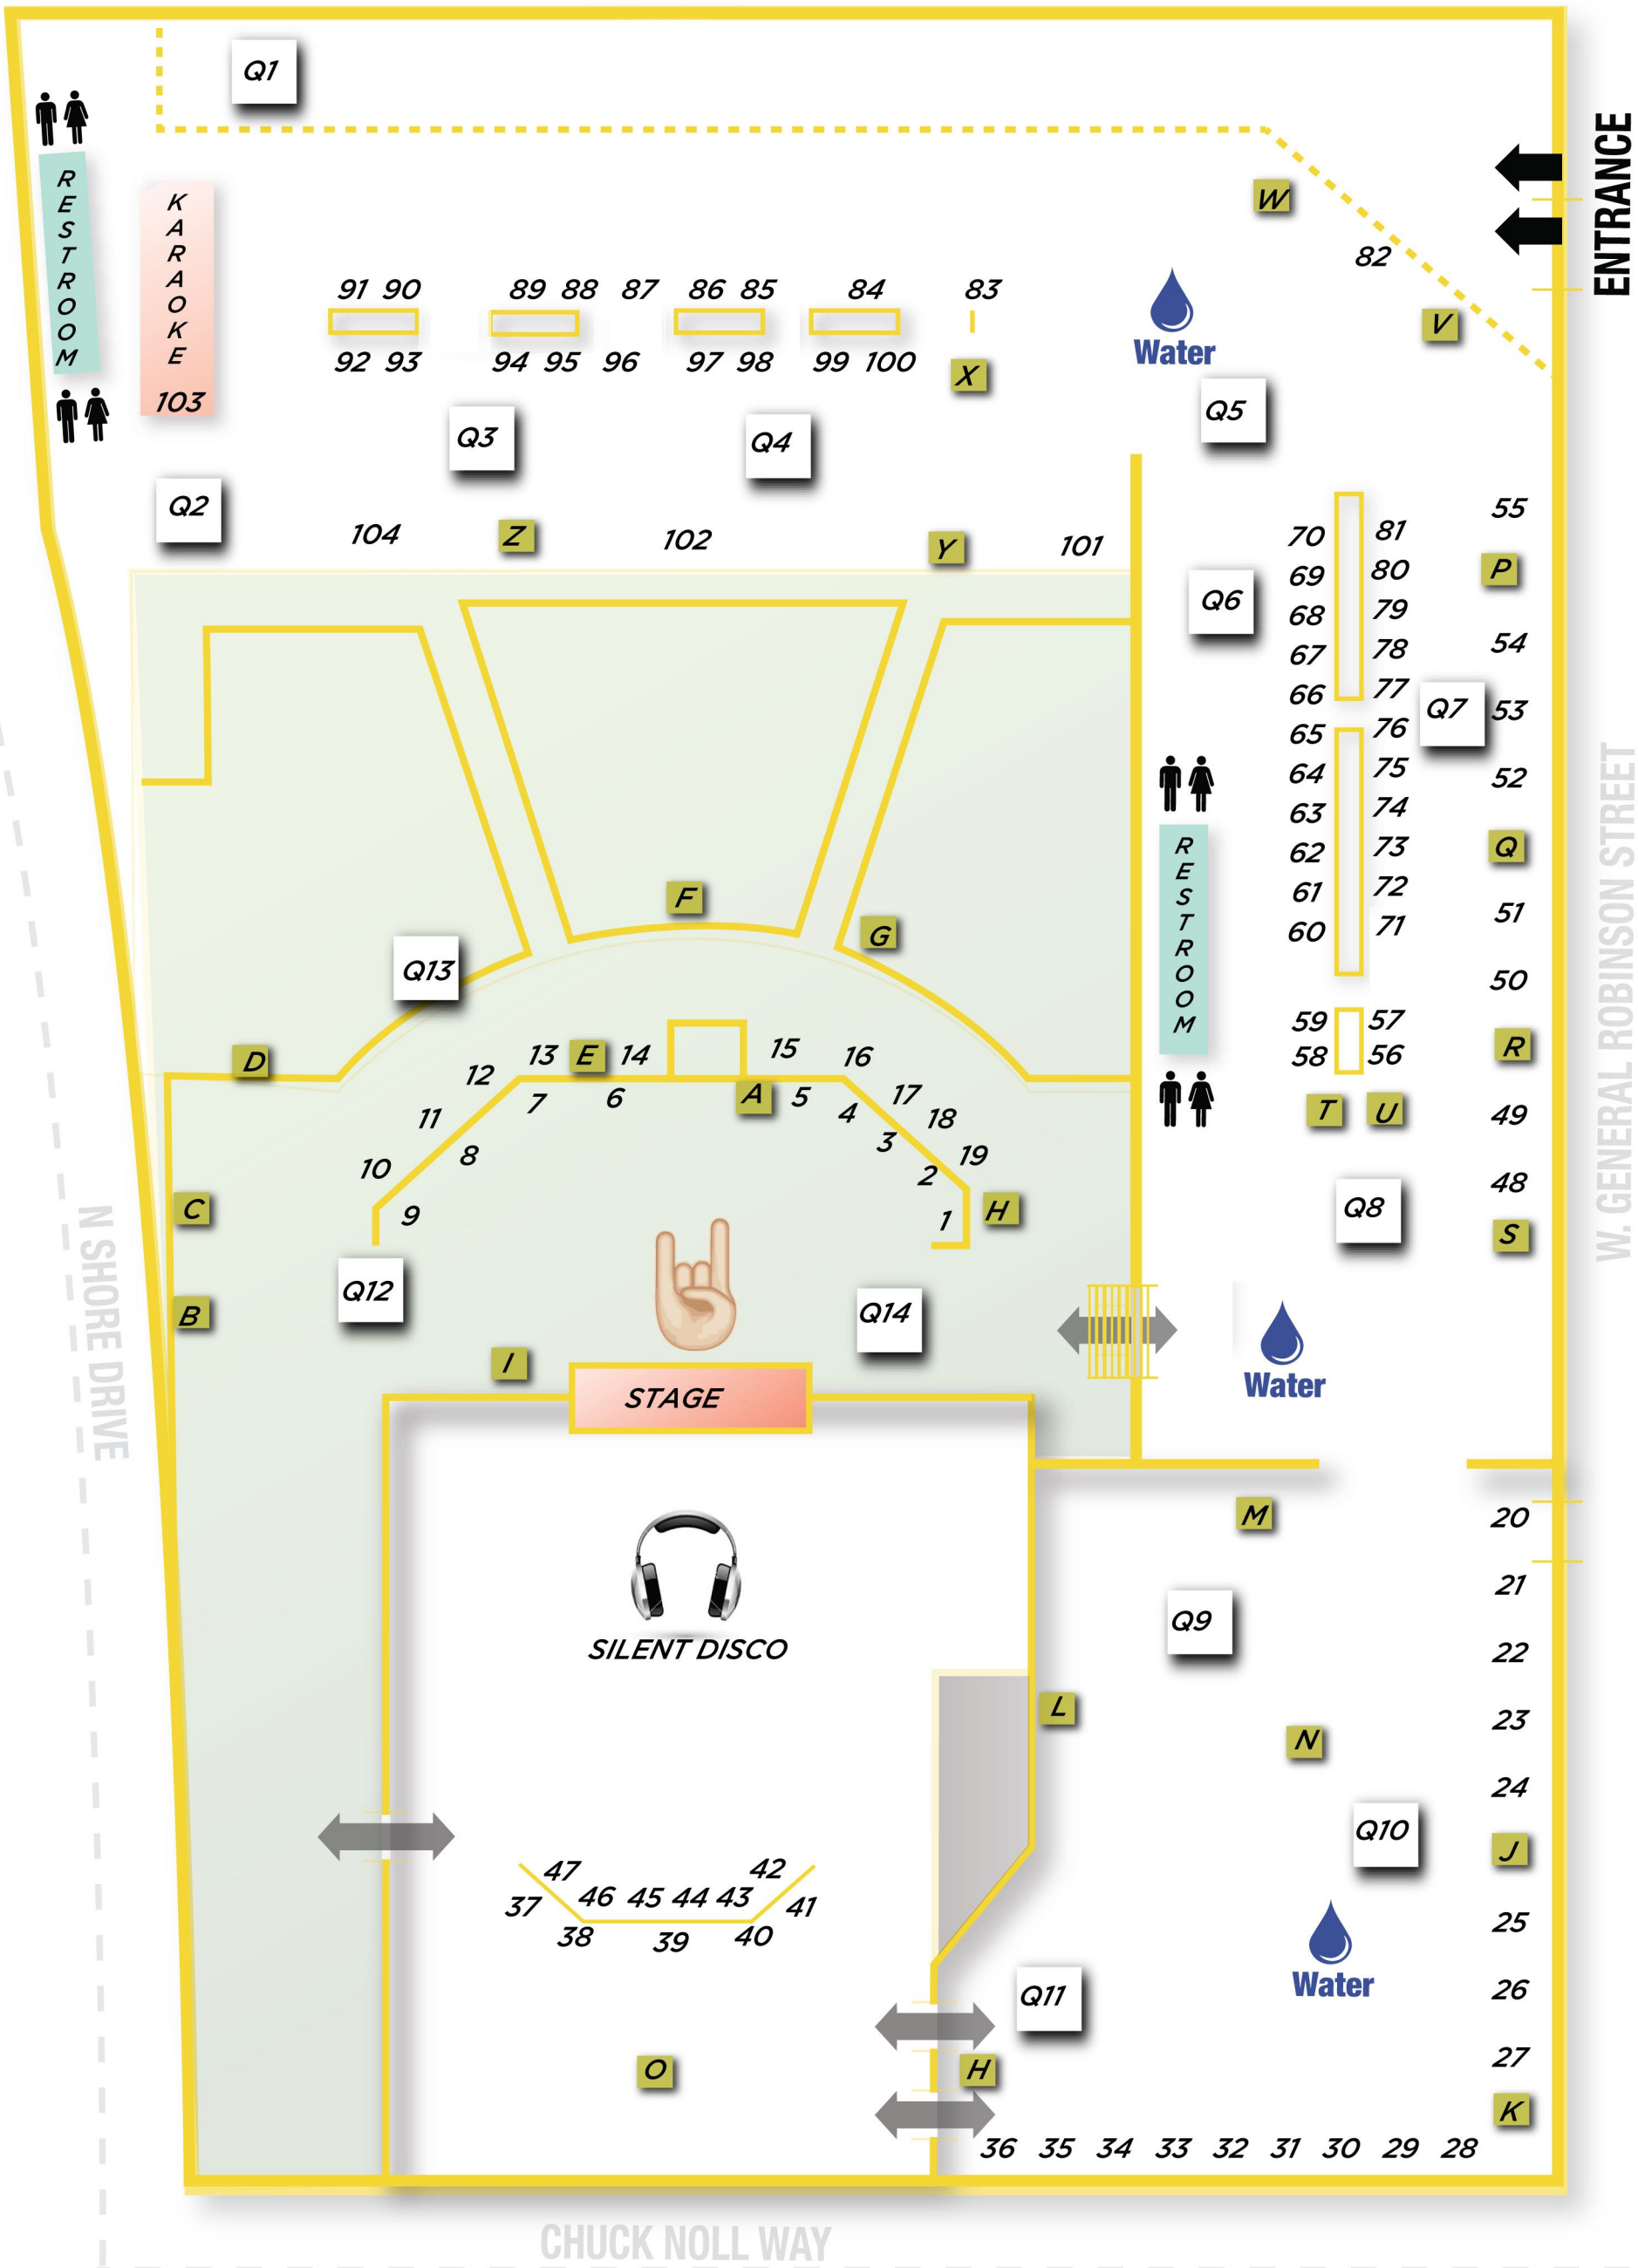 Q1
ENTRANCE
W
RESTROOM
KARAOKE
103
82
91 90 89 88 87 86 85 84 83
V
Water
92 93 94 95 96 97 98 99 100 X
Q5
Q3 Q4
Q2
55
104 Z 102 Y 101
70 81
69 80 P
Q6
68 79
54
67 78
66 77
Q7 53
65 76
64 75 52
63 74
62 73 Q
RESTROOM
61 72
F
51
60 71
G
Q13
50
59 57
13 E 14 15 16
D
58 56
R
12
7 6 A 5 4 17
T U 49
11 18
8 3 19
10 2
48
C
9 1 H
Q8
S
Q12
B
Q14
I
Water
STAGE
M 20
21
Q9
SILENT DISCO
22
L
23
N
24
Q10
J
47 42
37 46 45 44 43 41
38 39 40
25
Water
26
Q11
27
O H
K
36 35 34 33 32 31 30 29 28
N SHORE DRIVE
W. GENERAL ROBINSON STREET
CHUCK NOLL WAY